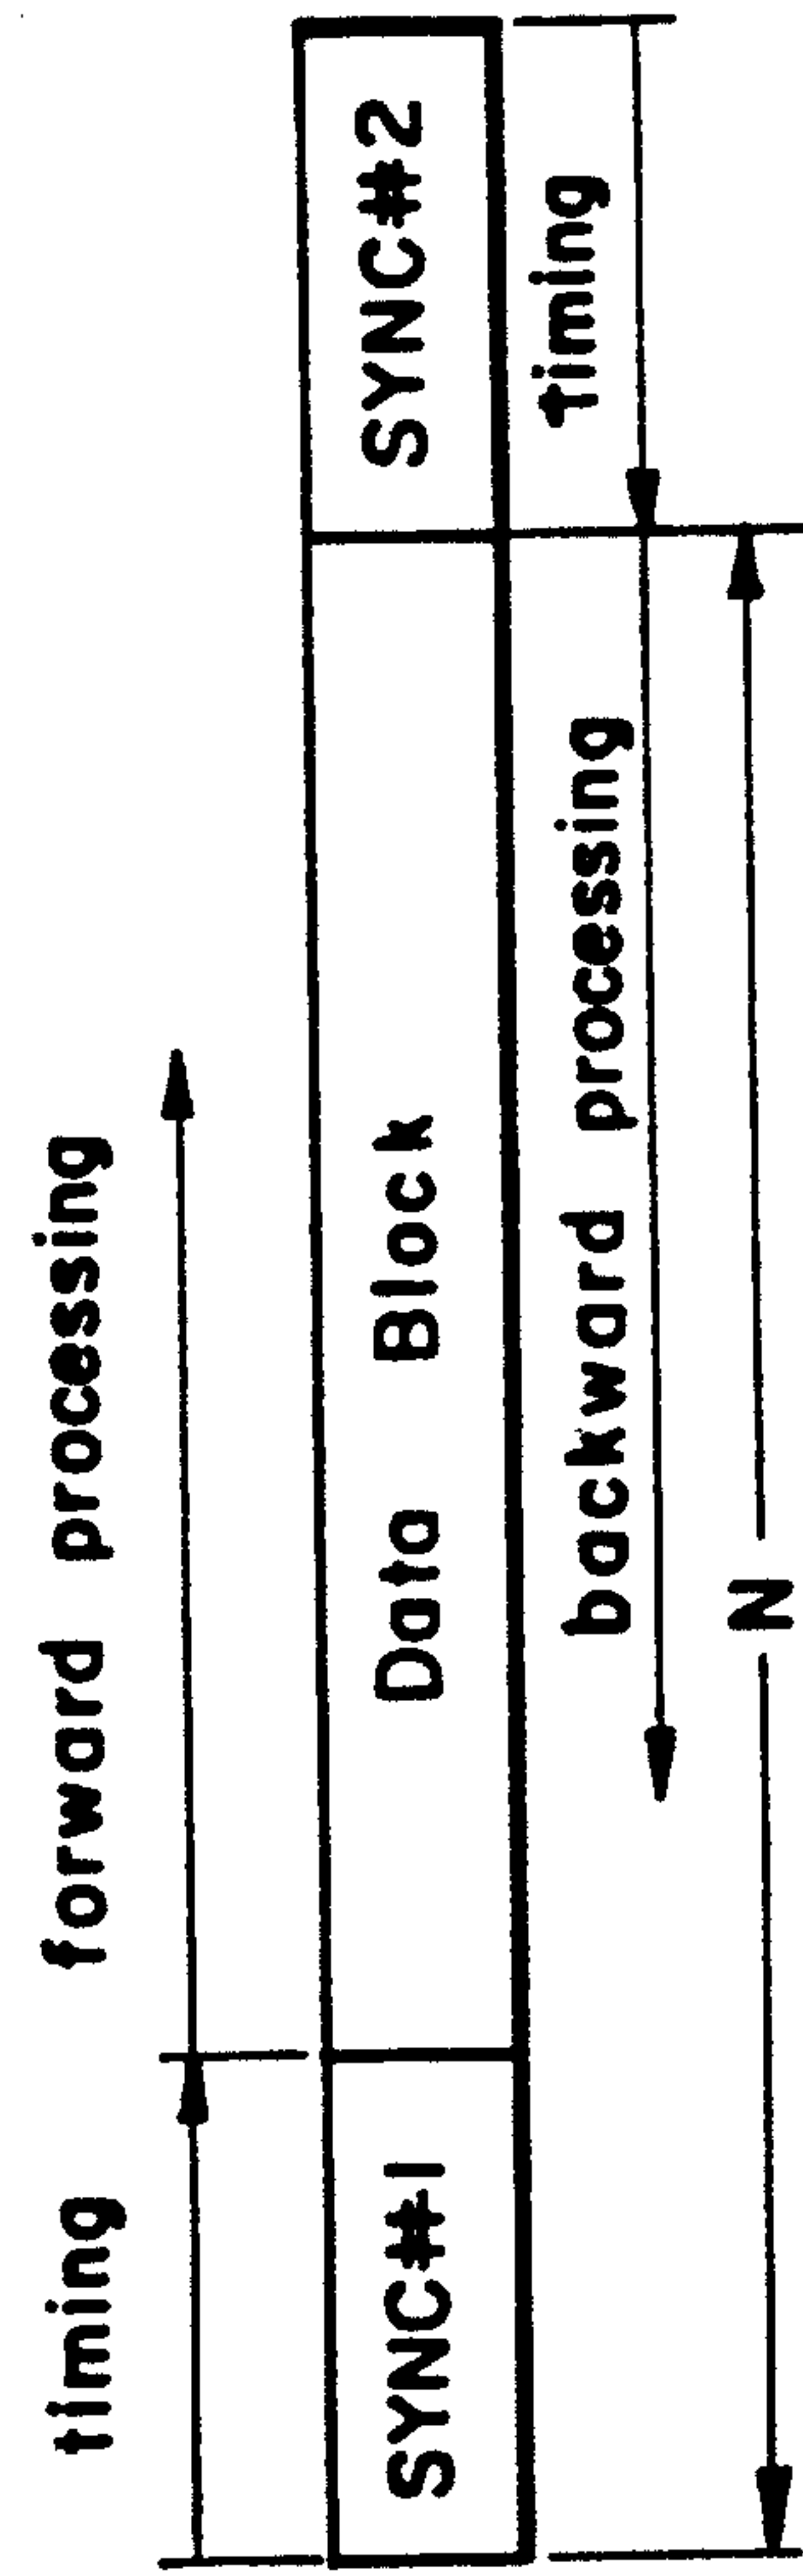 timing forward processing
SYNC#1 Data Block SYNC#2
backward processing timing
N